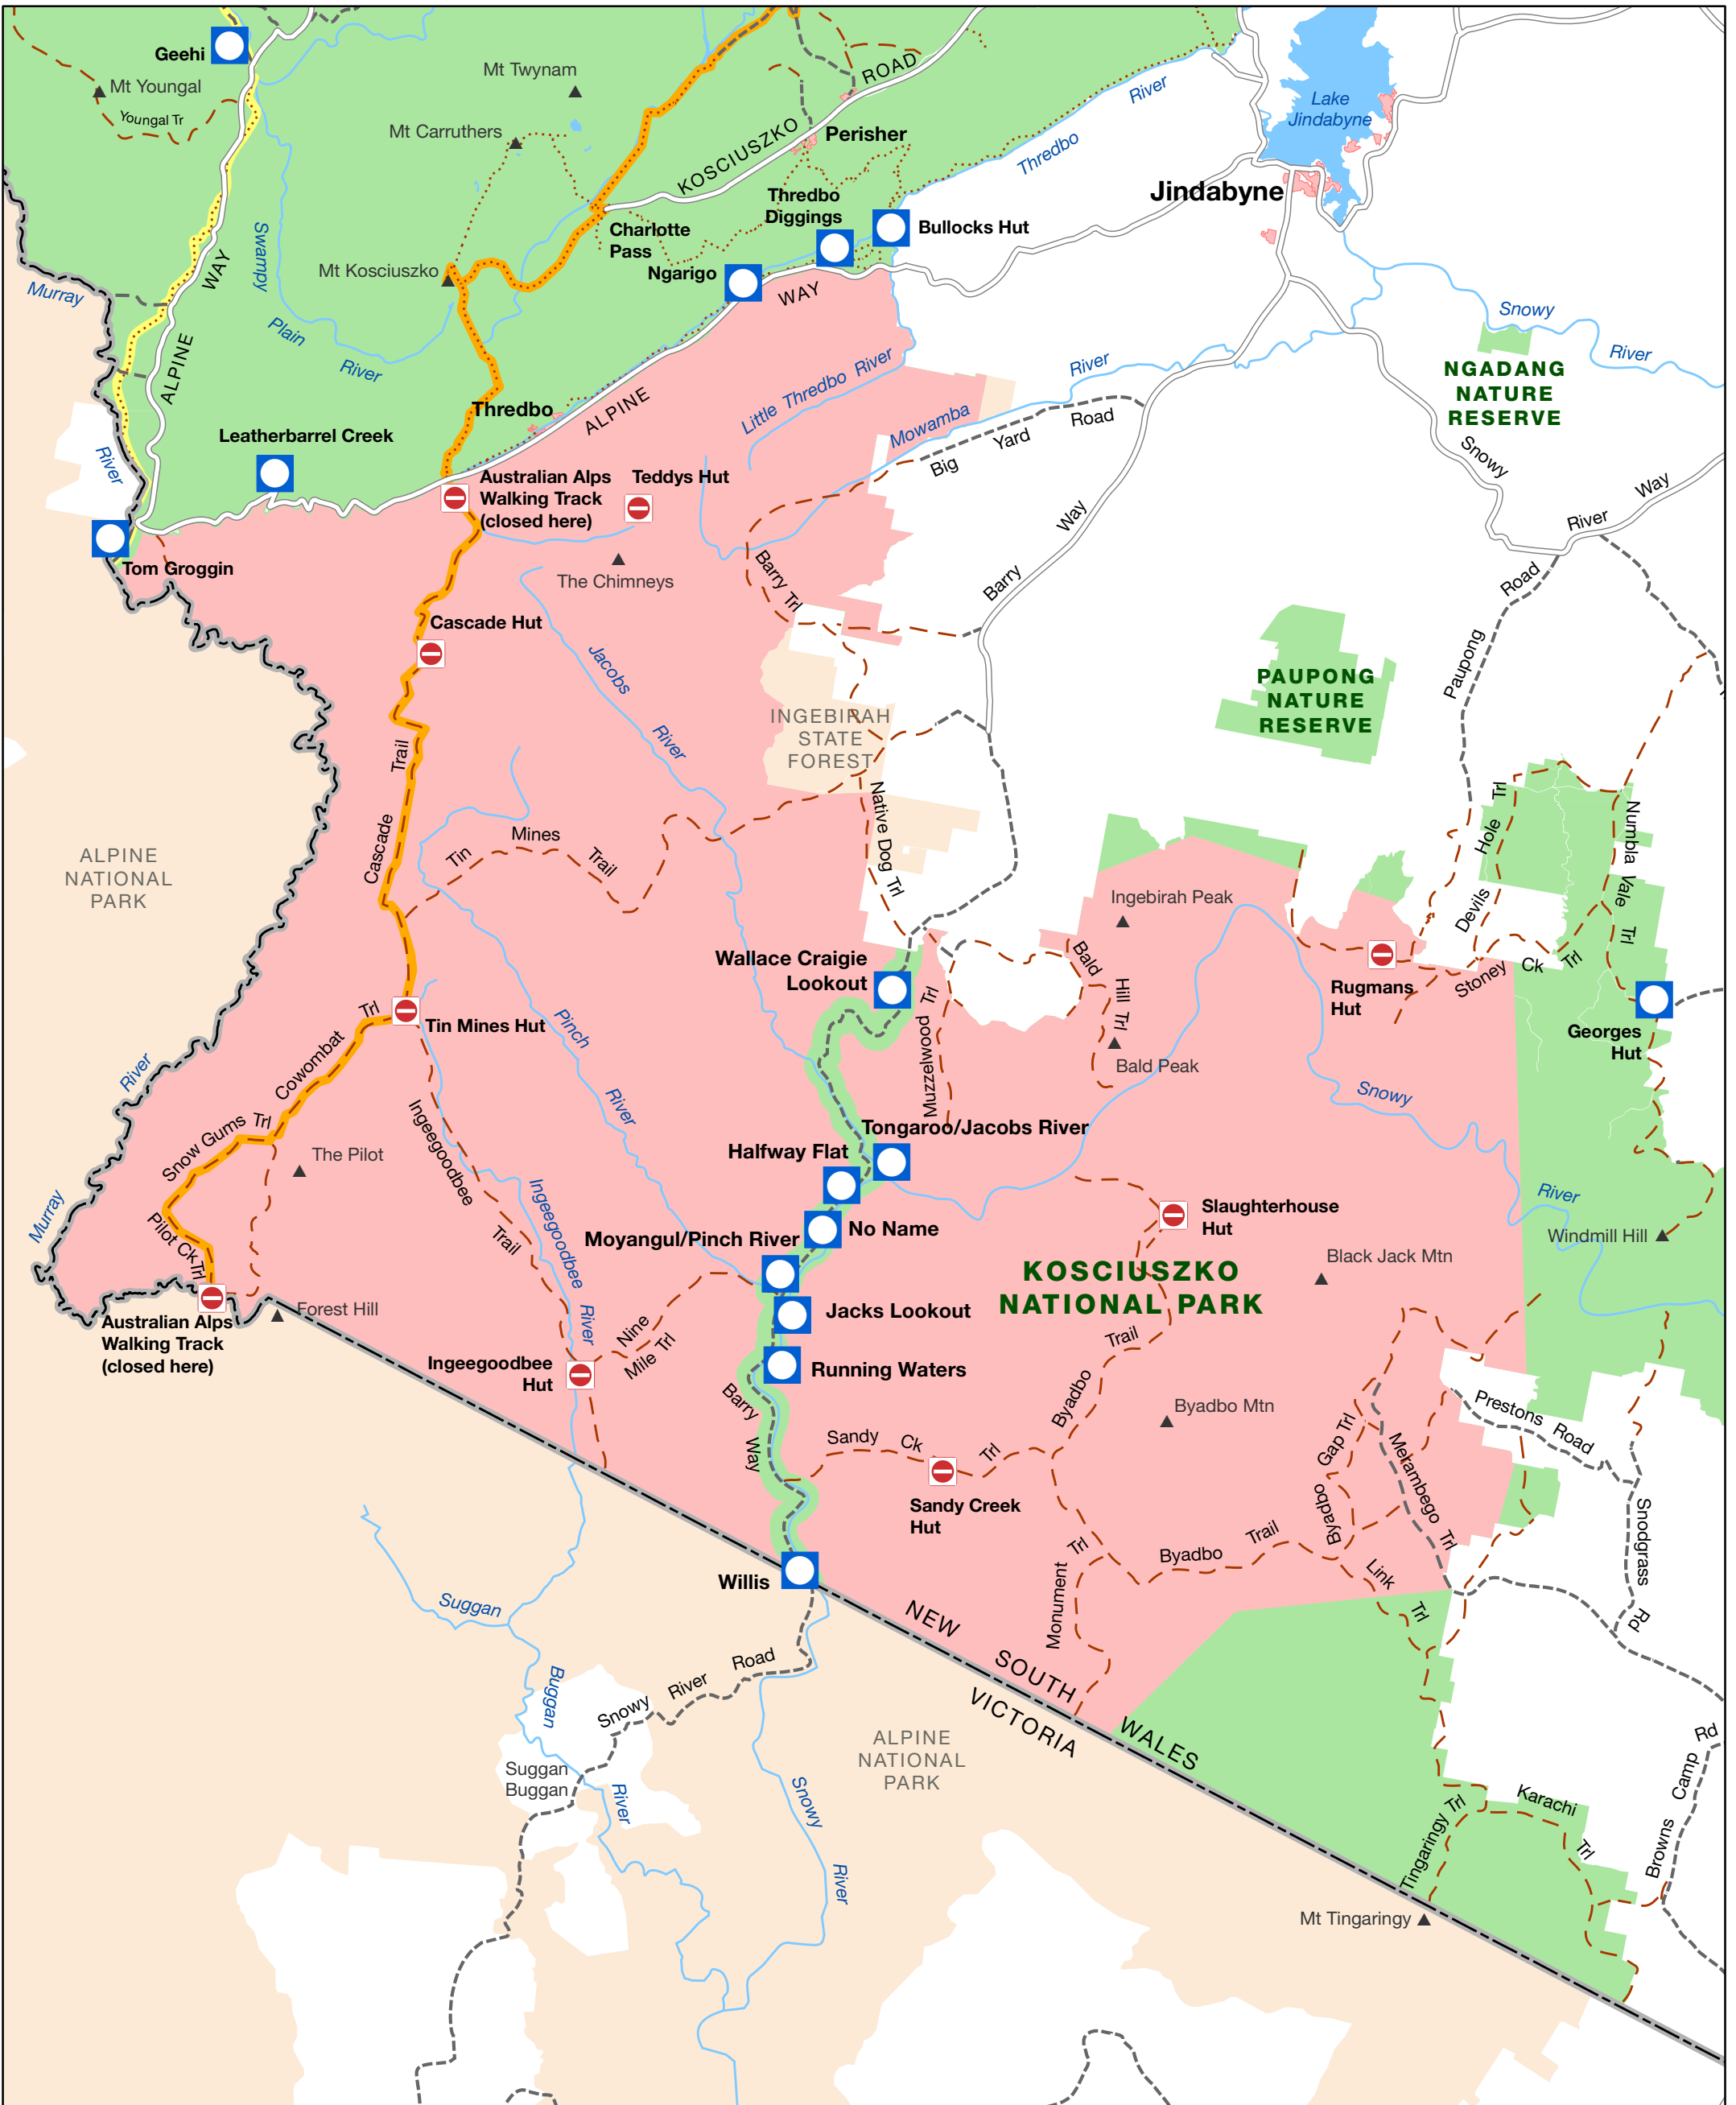 Geehi
Mt Youngal
Youngal Tr
Mt Twynam
Mt Carruthers
KOSCIUSZKO ROAD
Perisher
Thredbo River
Lake
Jindabyne
Jindabyne
Thredbo
Diggings
Bullocks Hut
Charlotte
Pass
Ngarigo
Mt Kosciuszko
Swampy Plain River
ALPINE WAY
Murray River
ALPINE WAY
Thredbo
Leatherbarrel Creek
Little Thredbo River
Mowamba River
Big Yard Road
Snowy River
NGADANG
NATURE
RESERVE
Snowy River Way
Australian Alps
Walking Track
(closed here)
Teddys Hut
The Chimneys
Tom Groggin
Cascade Hut
Barry Trl
Barry Way
Paupong Road
Jacobs River
PAUPONG
NATURE
RESERVE
INGEBIRAH
STATE
FOREST
Cascade Trail
Tin Mines Trail
Native Dog Trl
Devils Hole Trl
Numbla Vale Trl
ALPINE
NATIONAL
PARK
Ingebirah Peak
Wallace Craigie
Lookout
Bald Hill Trl
Bald Peak
Muzzelwood Trl
Rugmans
Hut
Stoney Ck Trl
Georges
Hut
Tin Mines Hut
Cowombat Trl
Pinch River
Snowy River
Murray River
Snow Gums Trl
The Pilot
Ingeegoodbee Trail
Ingeegoodbee River
Tongaroo/Jacobs River
Halfway Flat
No Name
Moyangul/Pinch River
Slaughterhouse
Hut
Windmill Hill
Black Jack Mtn
KOSCIUSZKO
NATIONAL PARK
Pilot Ck Trl
Forest Hill
Australian Alps
Walking Track
(closed here)
Jacks Lookout
Nine
Mile Trl
Ingeegoodbee
Hut
Running Waters
Barry Way
Byadbo Trail
Byadbo Mtn
Prestons Road
Sandy Ck Trl
Sandy Creek
Hut
Byadbo Gap Trl
Merambego Trl
Snodgrass Rd
Willis
Monument Trl
Byadbo Trail
Link Trl
Suggan Buggan River
NEW SOUTH WALES
VICTORIA
Snowy River Road
Suggan
Buggan
ALPINE
NATIONAL
PARK
Snowy River
Karachi Trl
Tingaringy Trl
Browns Camp Rd
Mt Tingaringy